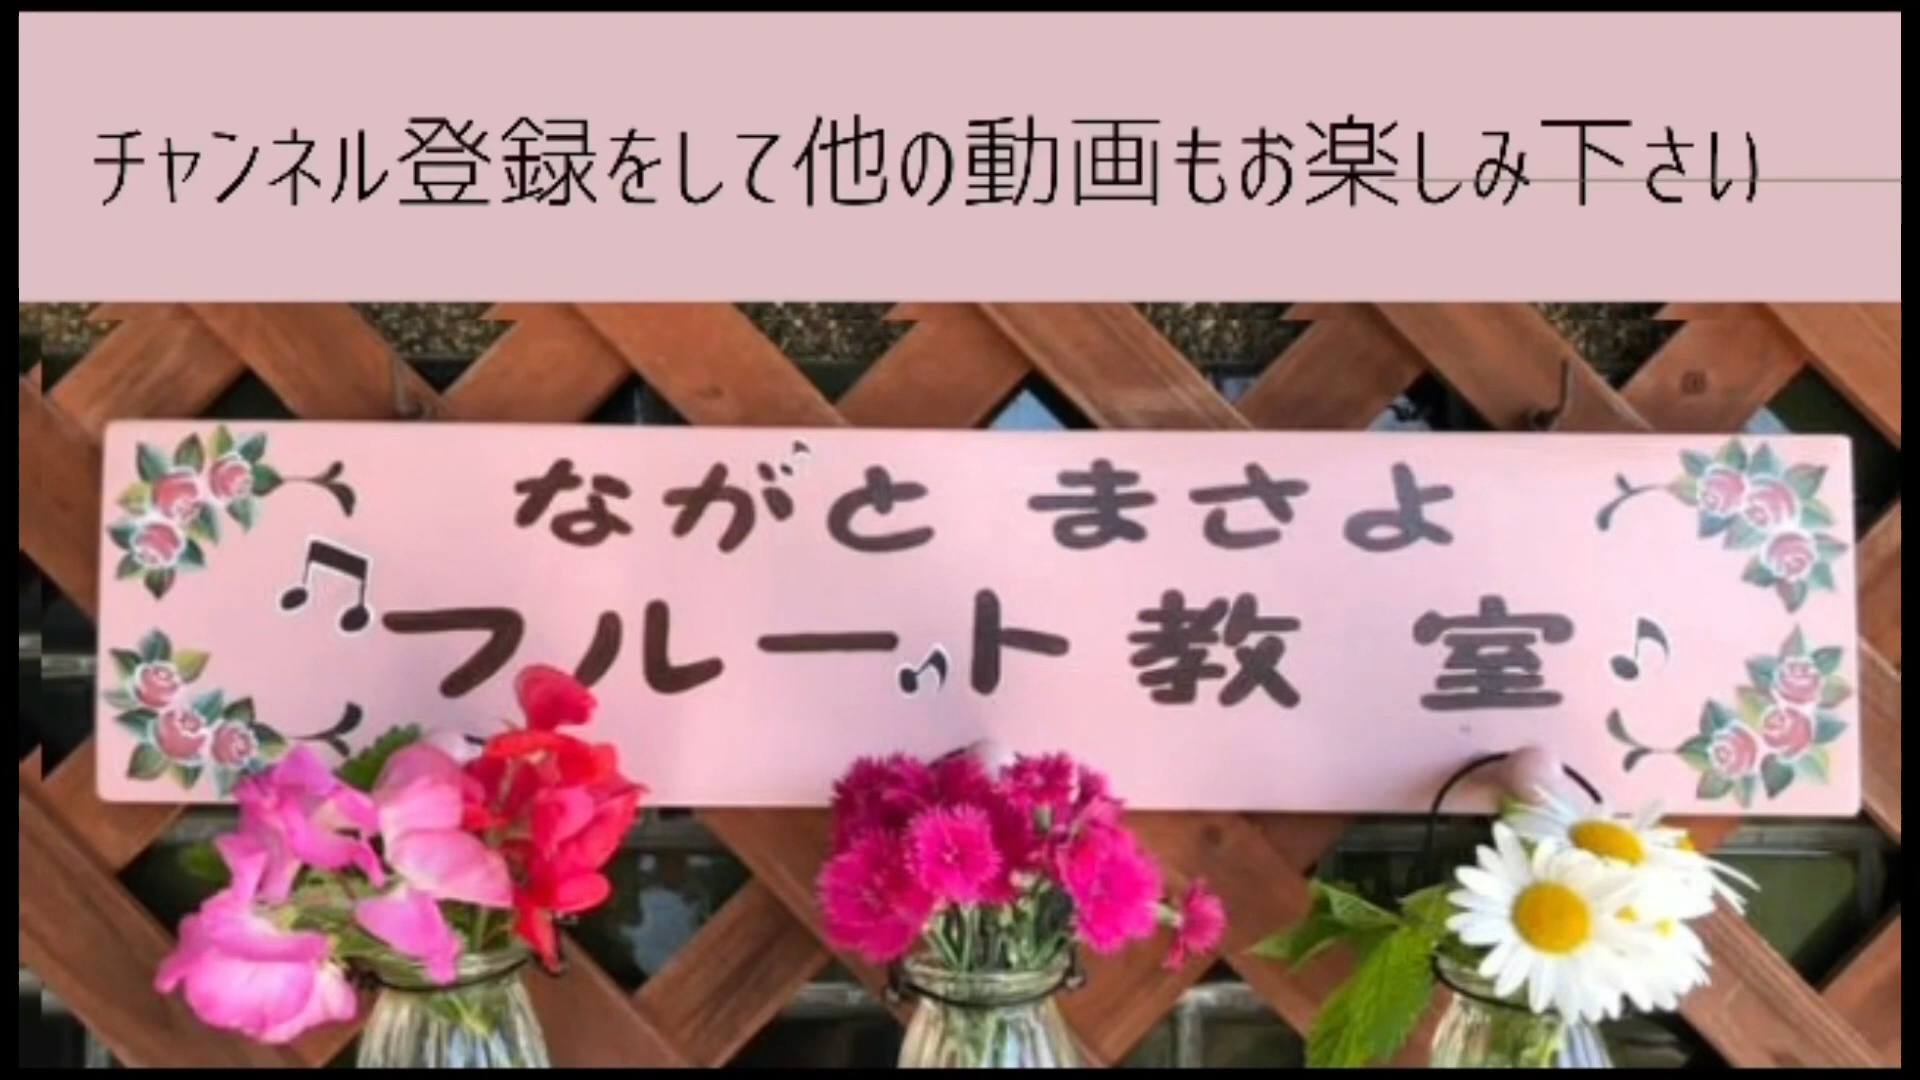 チャンネル登録をして他の動画もお楽しみ下さい
ながと まさよ
フルート教室